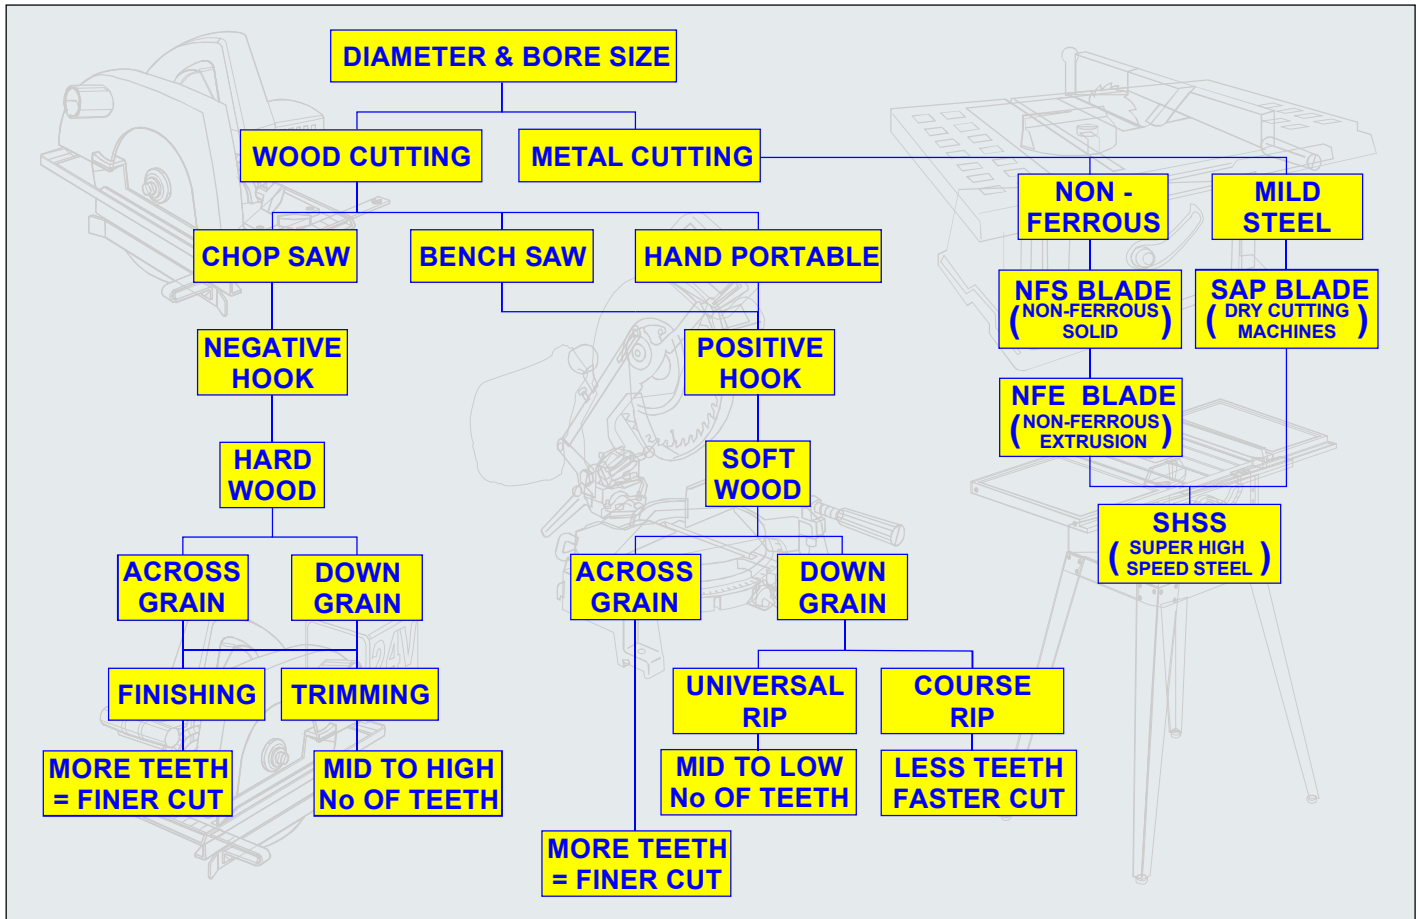 DIAMETER & BORE SIZE
WOOD CUTTING
METAL CUTTING
NON -
FERROUS
MILD
STEEL
CHOP SAW
BENCH SAW
HAND PORTABLE
NFS BLADE
(NON-FERROUS
SOLID)
SAP BLADE
(DRY CUTTING
MACHINES)
NEGATIVE
HOOK
POSITIVE
HOOK
NFE BLADE
(NON-FERROUS
EXTRUSION)
HARD
WOOD
SOFT
WOOD
SHSS
(SUPER HIGH
SPEED STEEL)
ACROSS
GRAIN
DOWN
GRAIN
ACROSS
GRAIN
DOWN
GRAIN
24V
FINISHING
TRIMMING
UNIVERSAL
RIP
COURSE
RIP
MORE TEETH
= FINER CUT
MID TO HIGH
No OF TEETH
MID TO LOW
No OF TEETH
LESS TEETH
FASTER CUT
MORE TEETH
= FINER CUT